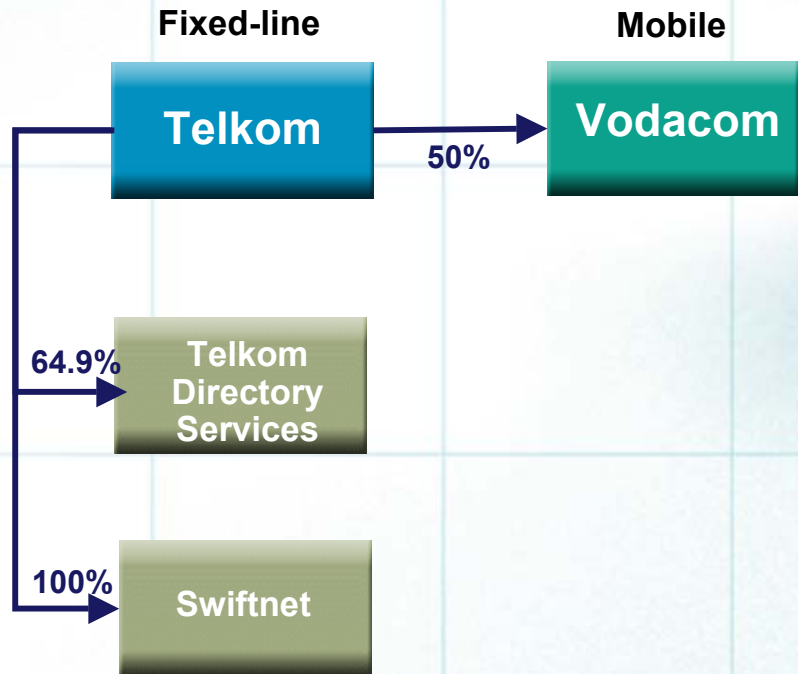 Fixed-line
Mobile
Telkom
Vodacom
50%
64.9%
Telkom
Directory
Services
100%
Swiftnet